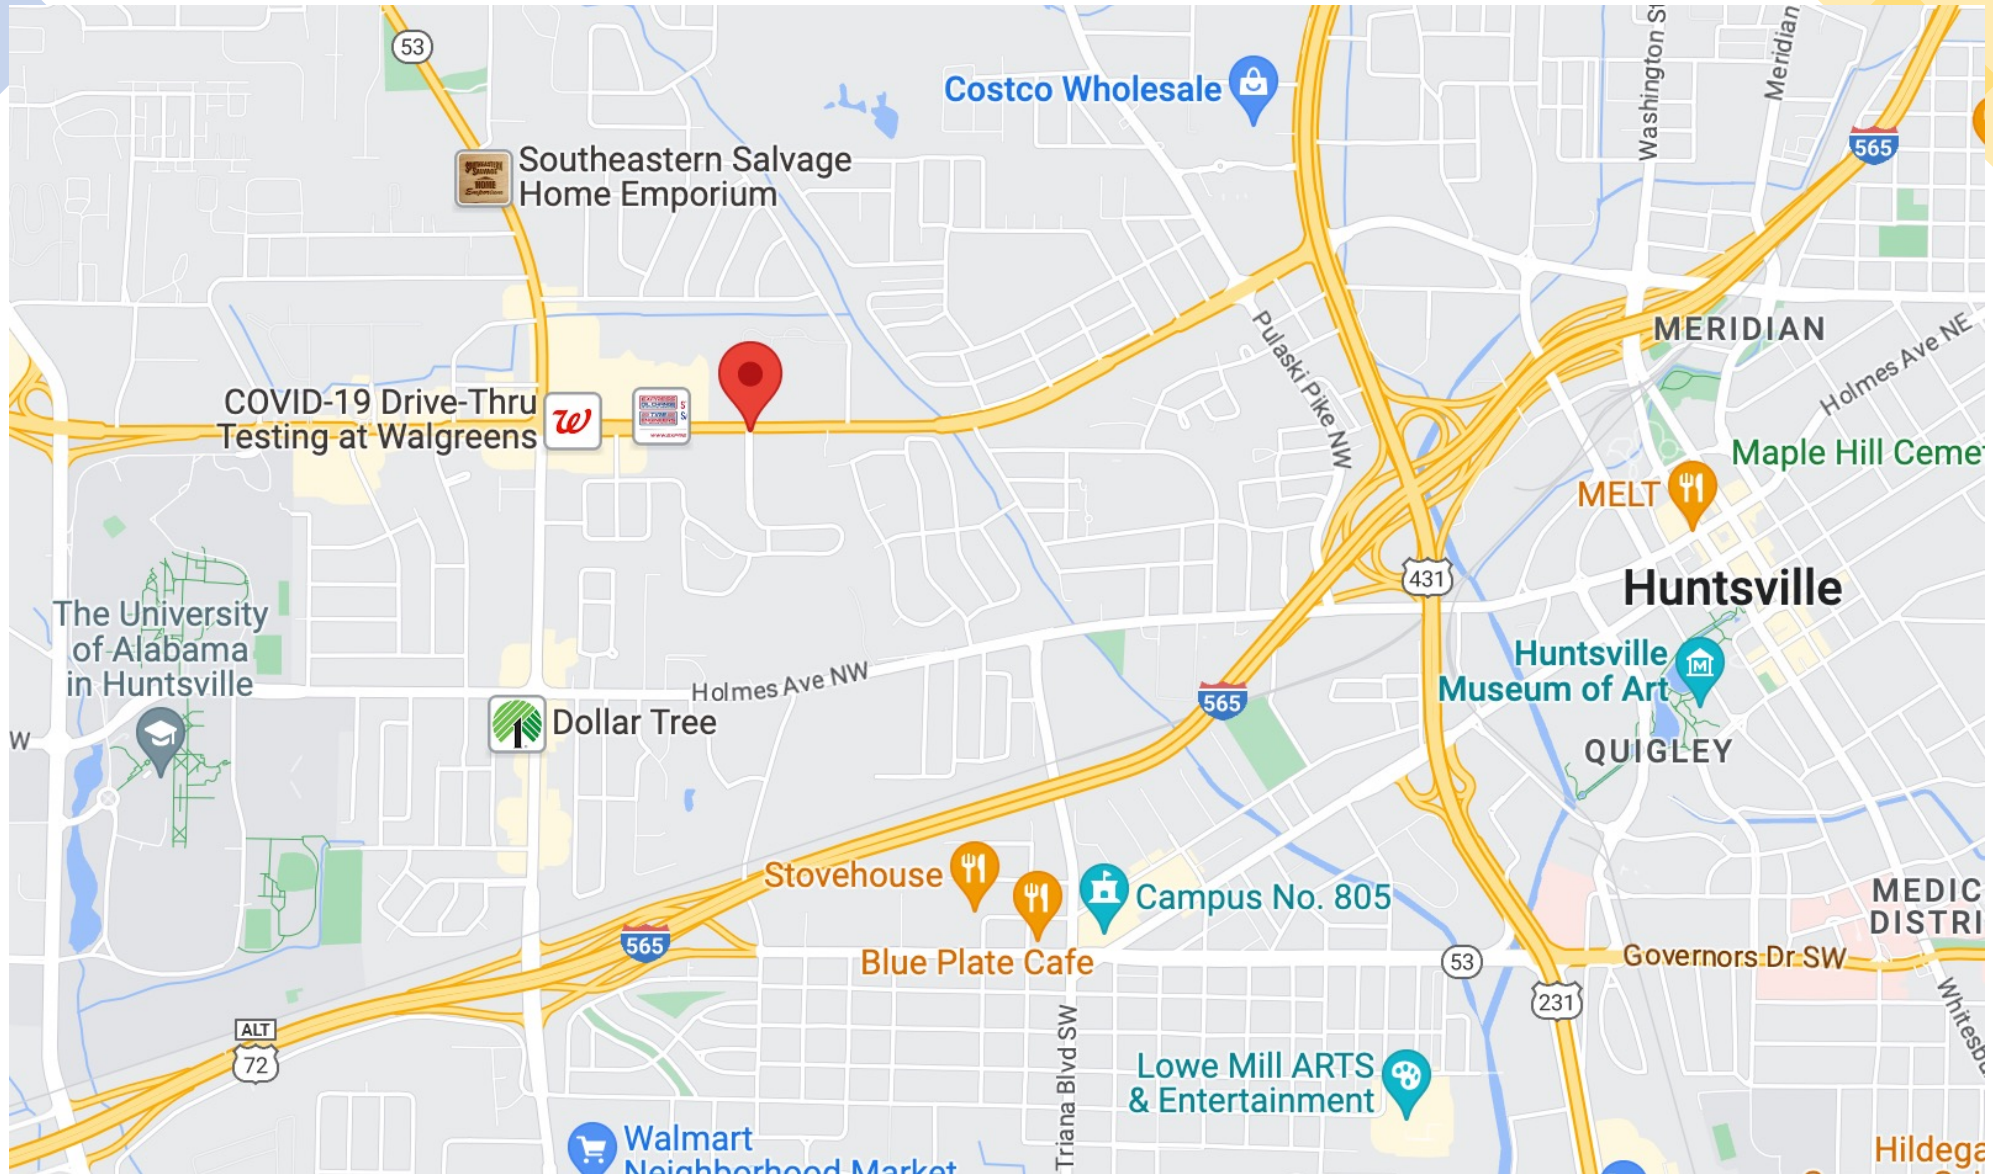 53
Costco Wholesale
Washington St
Meridian
565
Southeastern Salvage
Home Emporium
MERIDIAN
Pulaski Pike NW
Holmes Ave NE
COVID-19 Drive-Thru
Testing at Walgreens
Maple Hill Ceme
MELT
431
Huntsville
The University
of Alabama
in Huntsville
Huntsville
Museum of Art
Holmes Ave NW
565
Dollar Tree
W
QUIGLEY
Stovehouse
Campus No. 805
MEDIC
DISTRI
565
Blue Plate Cafe
53
Governors Dr SW
231
ALT
72
Triana Blvd SW
Whitesb
Lowe Mill ARTS
& Entertainment
Walmart
Neighborhood Market
Hildega